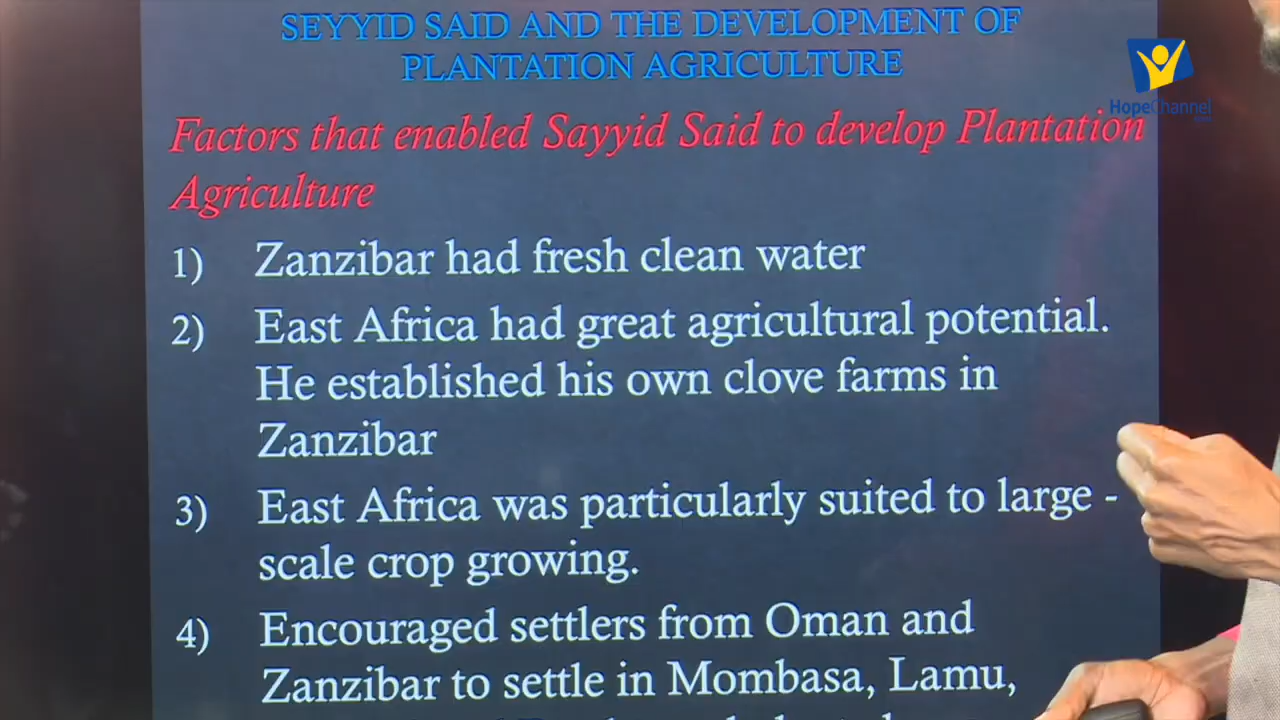 SEYYID SAID AND THE DEVELOPMENT OF
PLANTATION AGRICULTURE
HopeChannel
Factors that enabled Sayyid Said to develop Plantation
Agriculture
1) Zanzibar had fresh clean water
2) East Africa had great agricultural potential.
He established his own clove farms in
Zanzibar
3) East Africa was particularly suited to large -
scale crop growing.
4) Encouraged settlers from Oman and
Zanzibar to settle in Mombasa, Lamu,